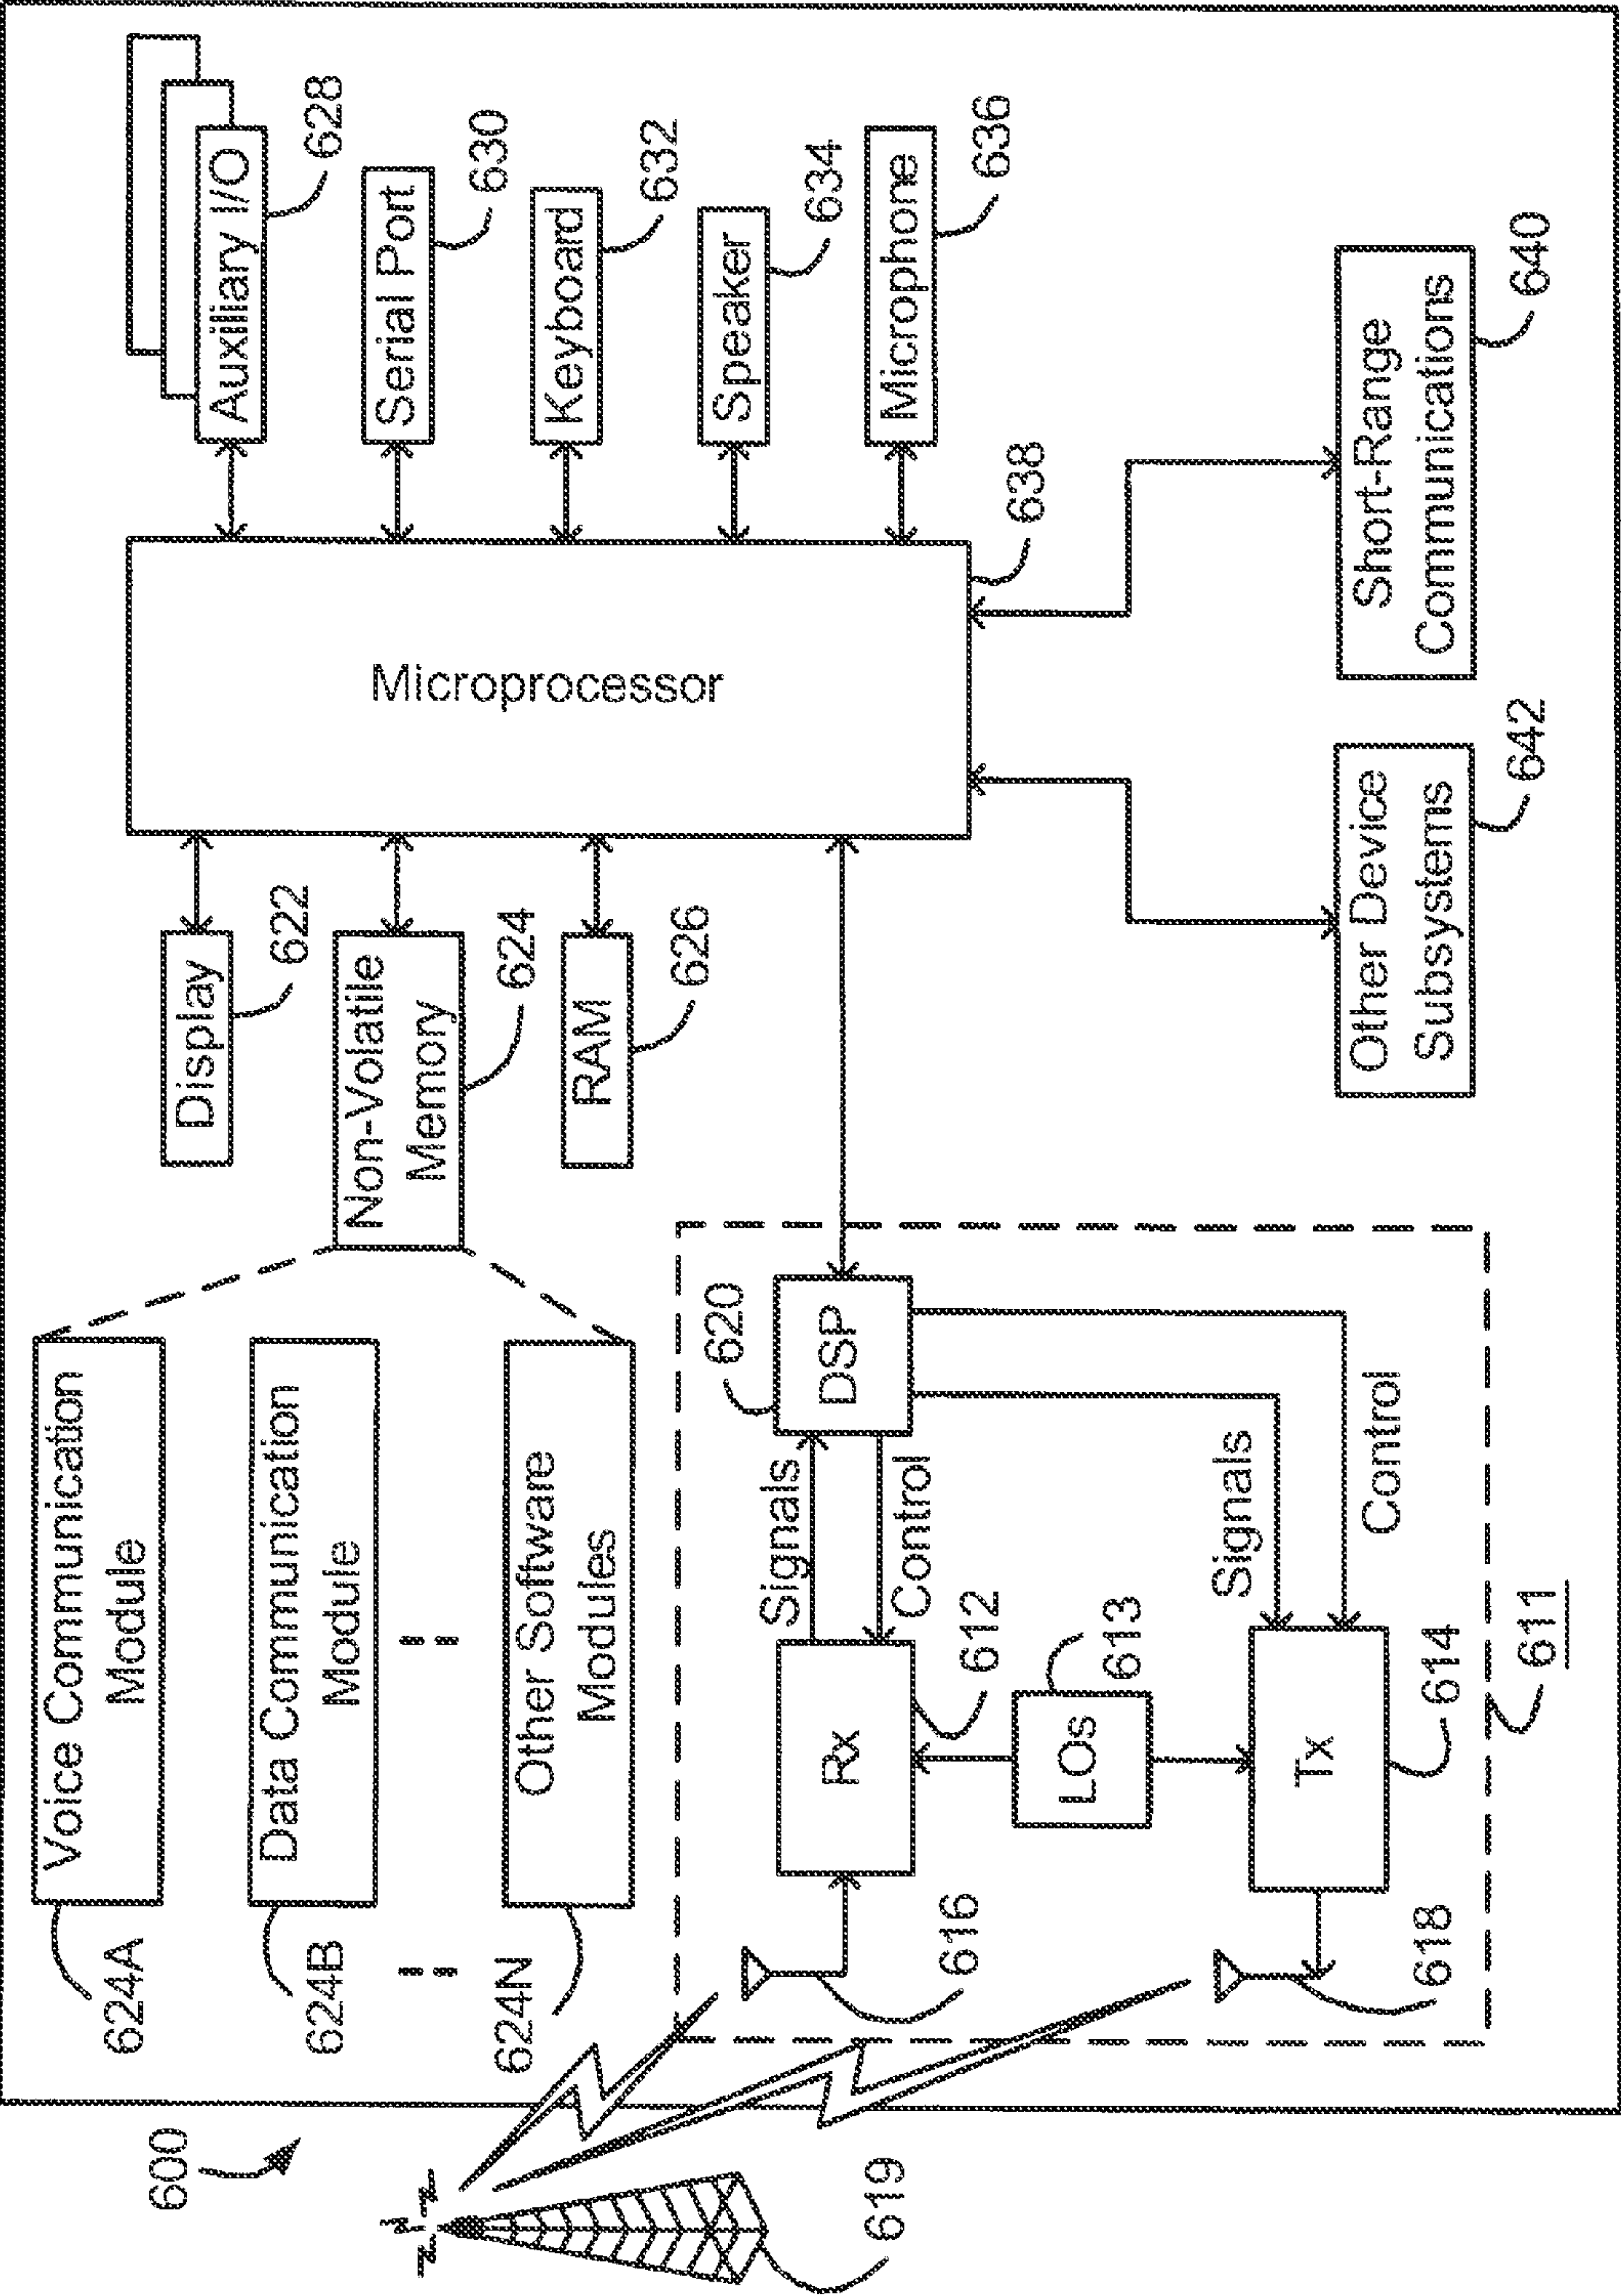 600
624A
Voice Communication
Module
624B
Data Communication
Module
624N
Other Software
Modules
Display
622
Non-Volatile
Memory
624
RAM
626
Microprocessor
638
Auxiliary I/O
628
Serial Port
630
Keyboard
632
Speaker
634
Microphone
636
619
616
Rx
612
Signals
Control
620
DSP
LOs
613
618
Tx
614
Signals
Control
611
Other Device
Subsystems
642
Short-Range
Communications
640